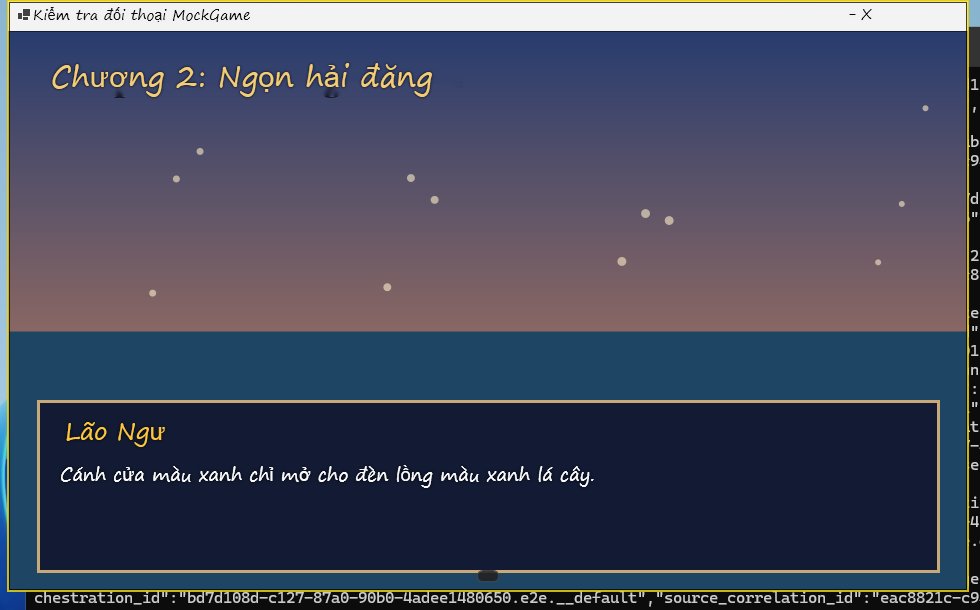 Kiểm tra đối thoại MockGame
- X
Chương 2: Ngọn hải đăng
Lão Ngư
Cánh cửa màu xanh chỉ mở cho đèn lồng màu xanh lá cây.
chestration_id":"bd7d108d-c127-87a0-90b0-4adee1480650.e2e.__default","source_correlation_id":"eac8821c-c9